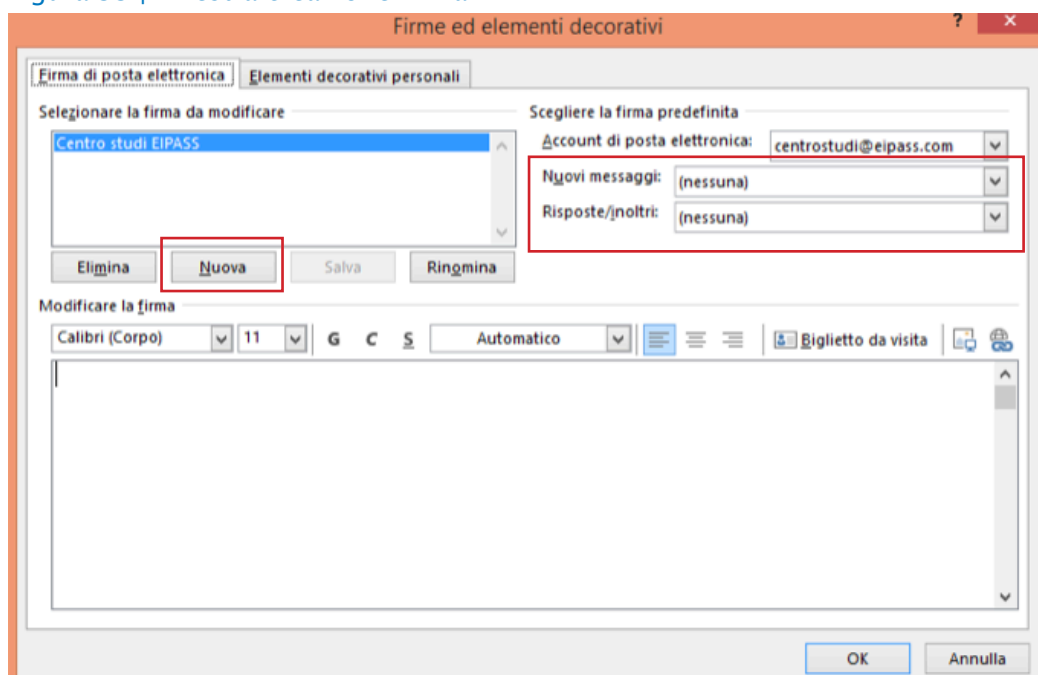 Firme ed elementi decorativi
?
Firma di posta elettronica
Elementi decorativi personali
Selezionare la firma da modificare
Scegliere la firma predefinita
Centro studi EIPASS
Account di posta elettronica:
centrostudi@eipass.com
Nuovi messaggi:
(nessuna)
Risposte/inoltri:
(nessuna)
Elimina
Nuova
Salva
Rinomina
Modificare la firma
Calibri (Corpo)
11
G
C
S
Automatico
Biglietto da visita
OK
Annulla